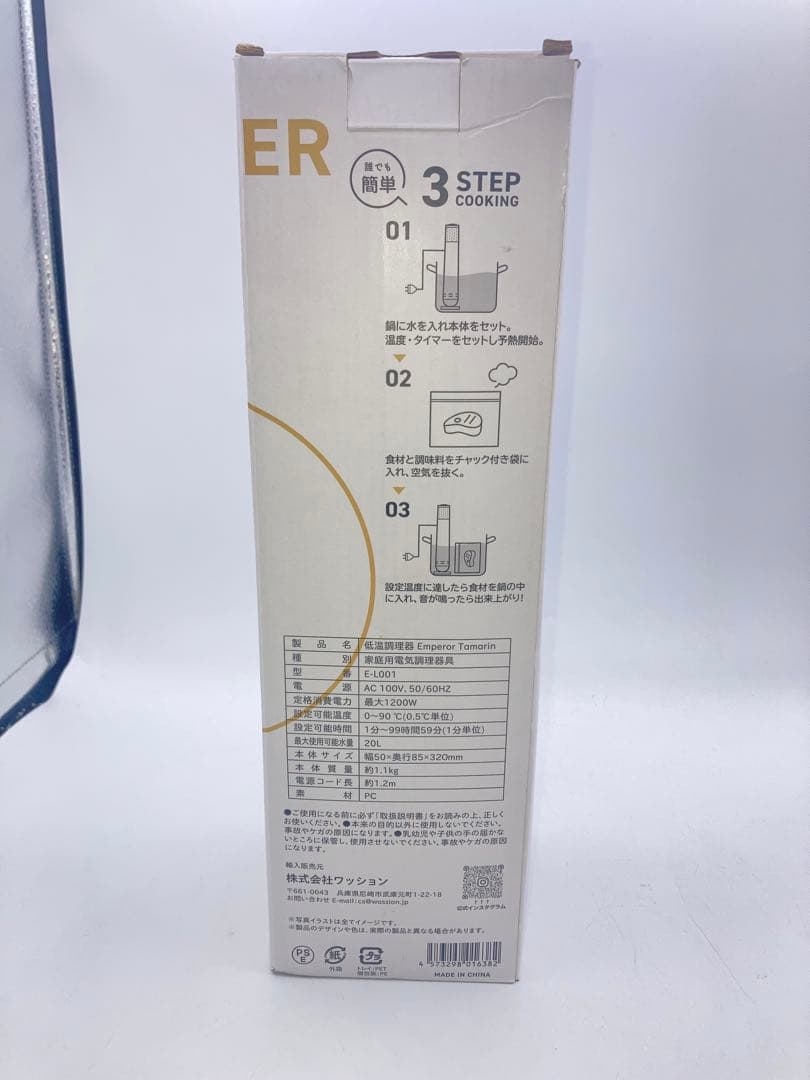 ER
誰でも
簡単
3 STEP
COOKING
01
鍋に水を入れ本体をセット。
温度・タイマーをセットし予熱開始。
02
食材と調味料をチャック付き袋に
入れ、空気を抜く。
03
設定温度に達したら食材を鍋の中
に入れ、音が鳴ったら出来上がり!
製品名 低温調理器 Emperor Tamarin
種別 家庭用電気調理器具
型番 E-L001
電源 AC 100V, 50/60HZ
定格消費電力 最大1200W
設定可能温度 0～90℃(0.5℃単位)
設定可能時間 1分～99時間59分(1分単位)
最大使用可能水量 20L
本体サイズ 幅50×奥行85×320mm
本体質量 約1.1kg
電源コード長 約1.2m
素材 PC
●ご使用になる前に必ず「取扱説明書」をお読みの上、正しく
お使いください。●本来の目的以外に使用しないでください。
事故やケガの原因になります。●乳幼児や子供の手の届かな
いところに保管し、使用させないでください。事故やケガの原因
になります。
輸入販売元
株式会社ワッション
〒661-0043 兵庫県尼崎市武庫元町1-22-18
お問い合わせ E-mail:cs@wassion.jp
↑↑↑
公式インスタグラム
※写真イラストは全てイメージです。
※製品のデザインや色は、実際の製品と異なる場合があります。
PS
E
紙
外箱
プラ
トレイ:PET
個包装:PE
4 573298 016382
MADE IN CHINA